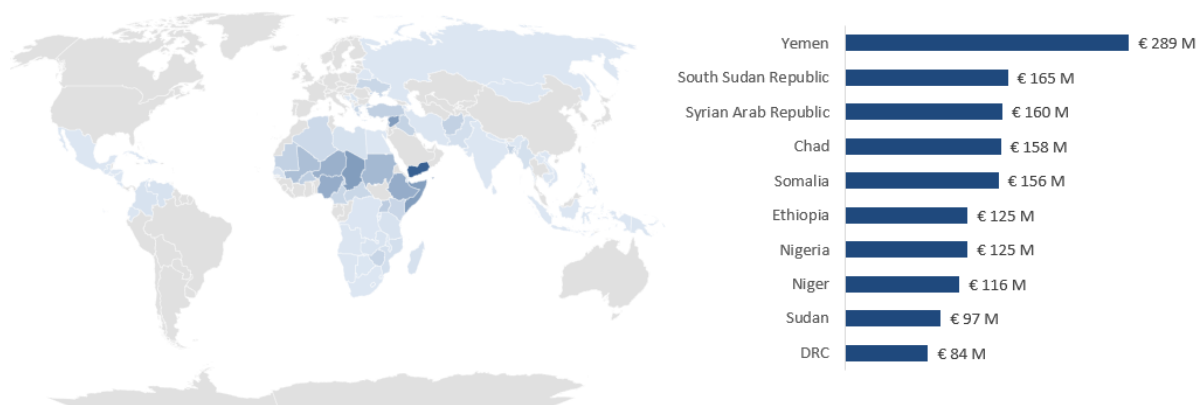 Yemen € 289 M
South Sudan Republic € 165 M
Syrian Arab Republic € 160 M
Chad € 158 M
Somalia € 156 M
Ethiopia € 125 M
Nigeria € 125 M
Niger € 116 M
Sudan € 97 M
DRC € 84 M